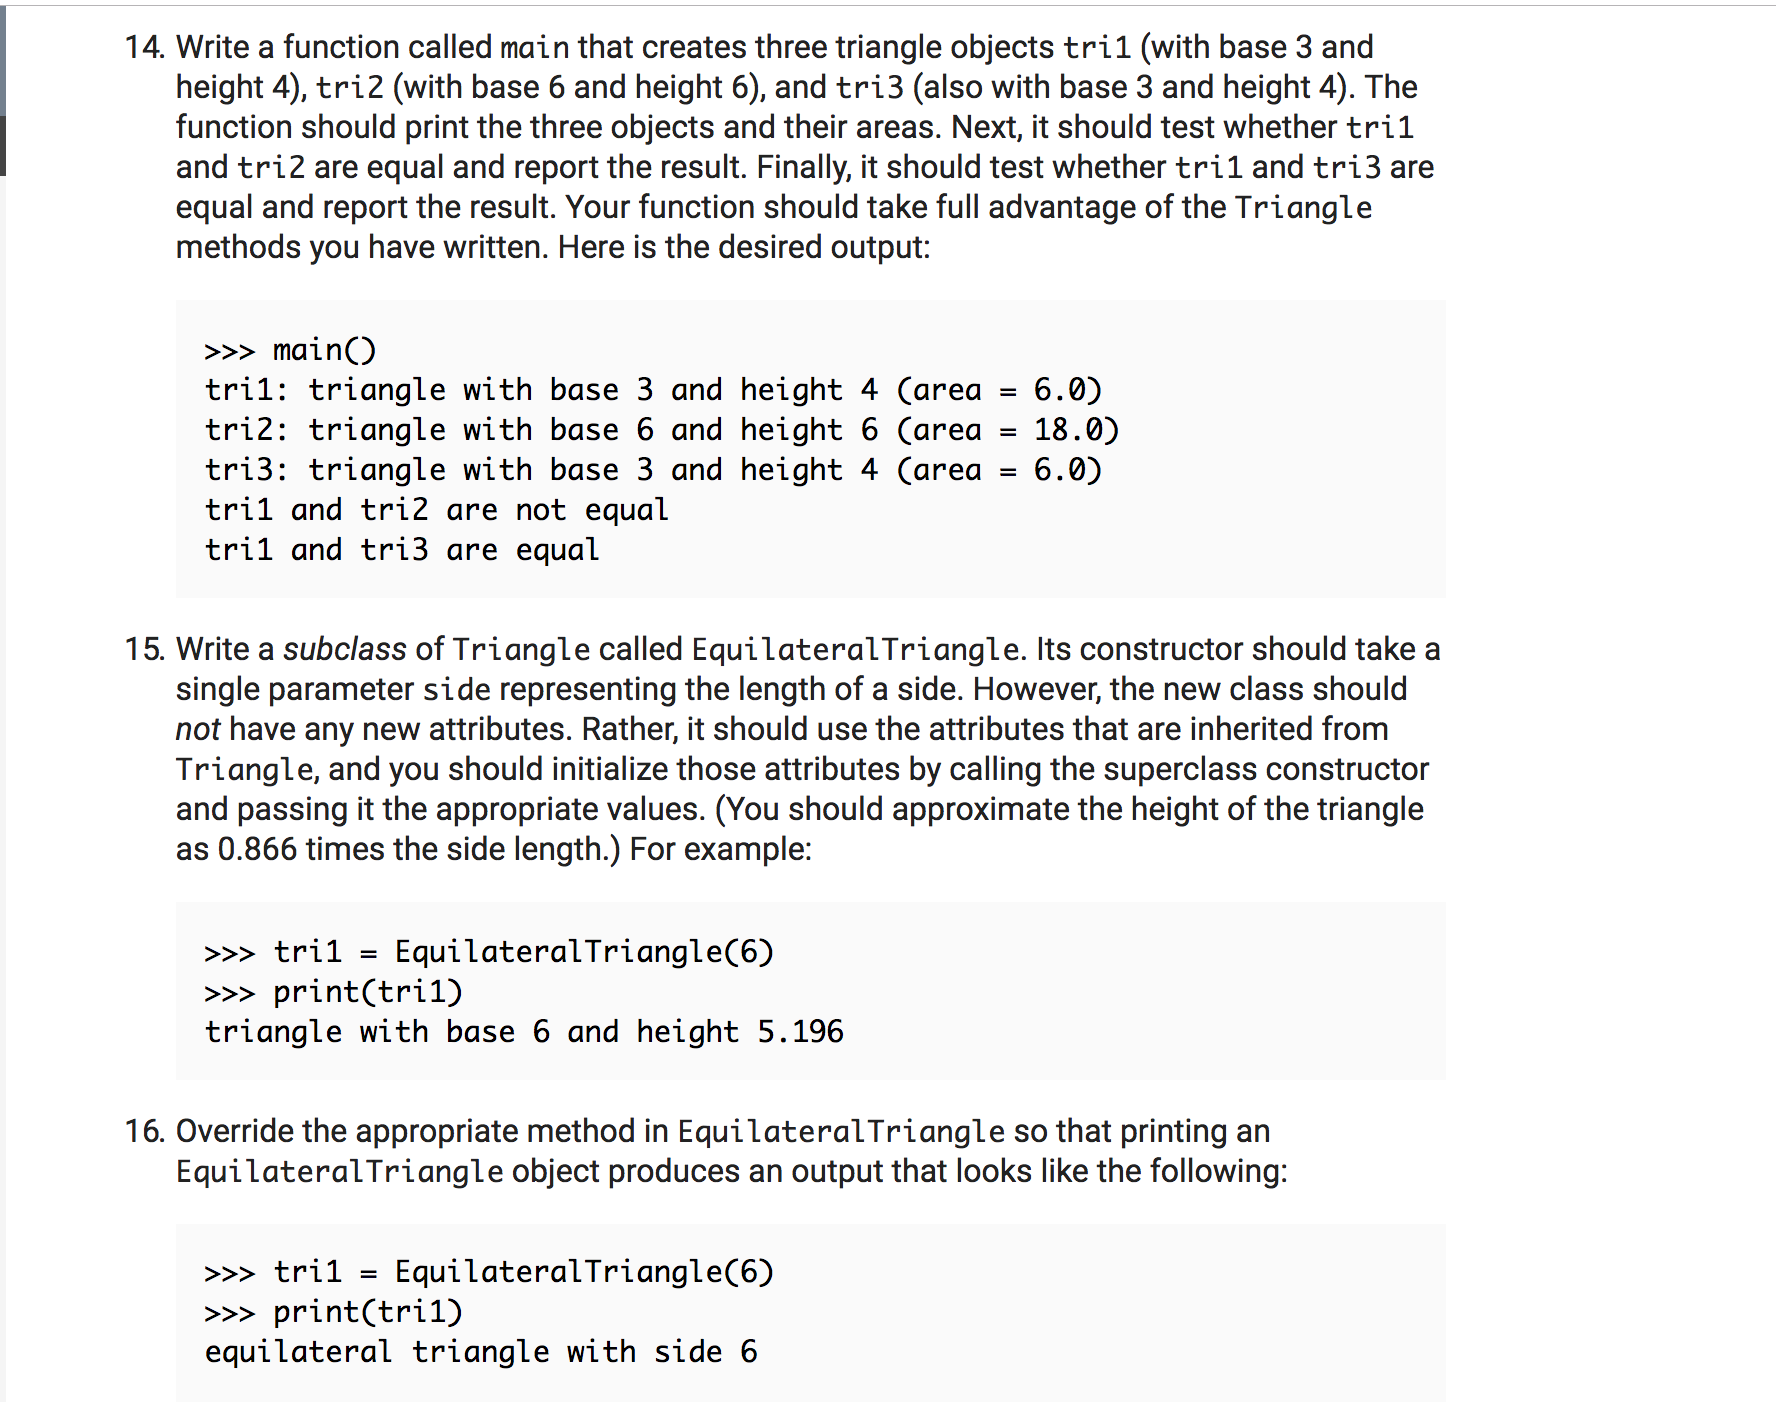 14. Write a function called main that creates three triangle objects tri1 (with base 3 and
height 4), tri2 (with base 6 and height 6), and tri3 (also with base 3 and height 4). The
function should print the three objects and their areas. Next, it should test whether tri1
and tri2 are equal and report the result. Finally, it should test whether tri1 and tri3 are
equal and report the result. Your function should take full advantage of the Triangle
methods you have written. Here is the desired output:
>>> main()
tri1: triangle with base 3 and height 4 (area = 6.0)
tri2: triangle with base 6 and height 6 (area = 18.0)
tri3: triangle with base 3 and height 4 (area = 6.0)
tri1 and tri2 are not equal
tri1 and tri3 are equal
15. Write a subclass of Triangle called EquilateralTriangle. Its constructor should take a
single parameter side representing the length of a side. However, the new class should
not have any new attributes. Rather, it should use the attributes that are inherited from
Triangle, and you should initialize those attributes by calling the superclass constructor
and passing it the appropriate values. (You should approximate the height of the triangle
as 0.866 times the side length.) For example:
>>> tri1 = EquilateralTriangle(6)
>>> print(tri1)
triangle with base 6 and height 5.196
16. Override the appropriate method in EquilateralTriangle so that printing an
EquilateralTriangle object produces an output that looks like the following:
>>> tri1 = EquilateralTriangle(6)
>>> print(tri1)
equilateral triangle with side 6